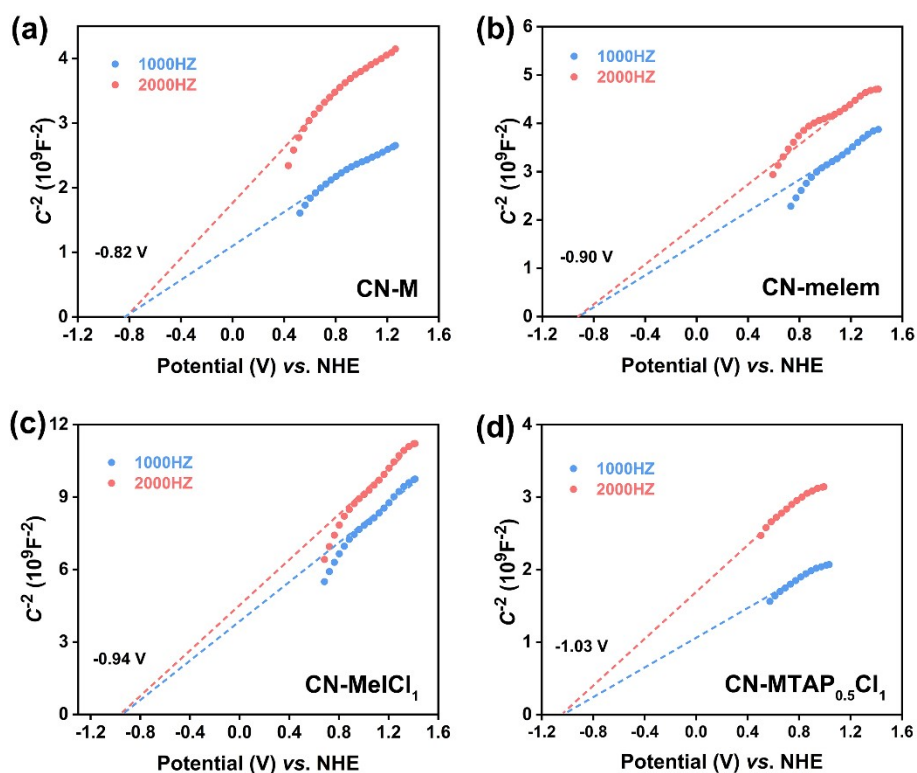 (a)
1000HZ
2000HZ
C⁻² (10⁹F⁻²)
4
3
2
1
0
-0.82 V
CN-M
-1.2 -0.8 -0.4 0.0 0.4 0.8 1.2 1.6
Potential (V) vs. NHE
(b)
1000HZ
2000HZ
C⁻² (10⁹F⁻²)
6
5
4
3
2
1
0
-0.90 V
CN-melem
-1.2 -0.8 -0.4 0.0 0.4 0.8 1.2 1.6
Potential (V) vs. NHE
(c)
1000HZ
2000HZ
C⁻² (10⁹F⁻²)
12
9
6
3
0
-0.94 V
CN-MelCl₁
-1.2 -0.8 -0.4 0.0 0.4 0.8 1.2 1.6
Potential (V) vs. NHE
(d)
1000HZ
2000HZ
C⁻² (10⁹F⁻²)
4
3
2
1
0
-1.03 V
CN-MTAP₀.₅Cl₁
-1.2 -0.8 -0.4 0.0 0.4 0.8 1.2 1.6
Potential (V) vs. NHE